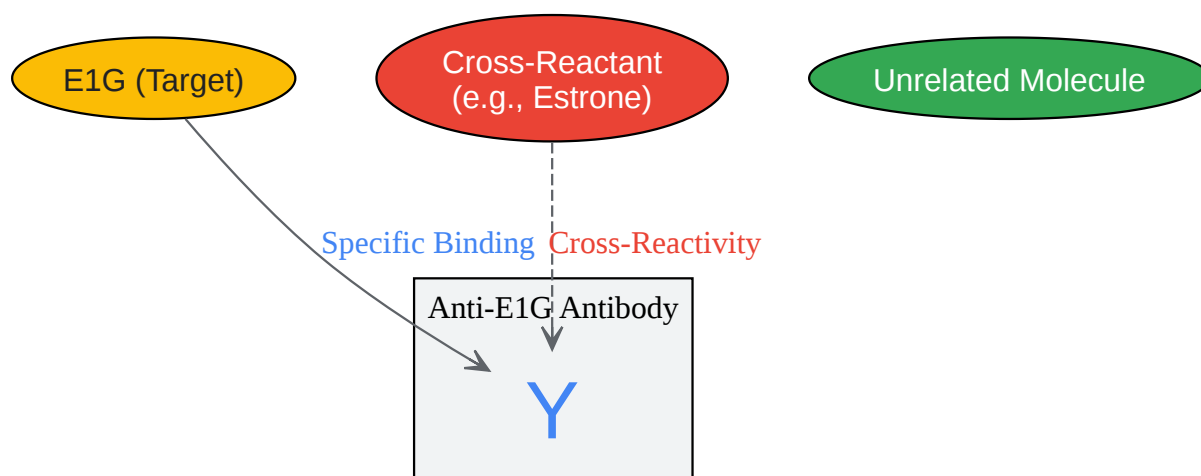 E1G (Target)
Cross-Reactant
(e.g., Estrone)
Unrelated Molecule
Specific Binding
Cross-Reactivity
Anti-E1G Antibody
Y